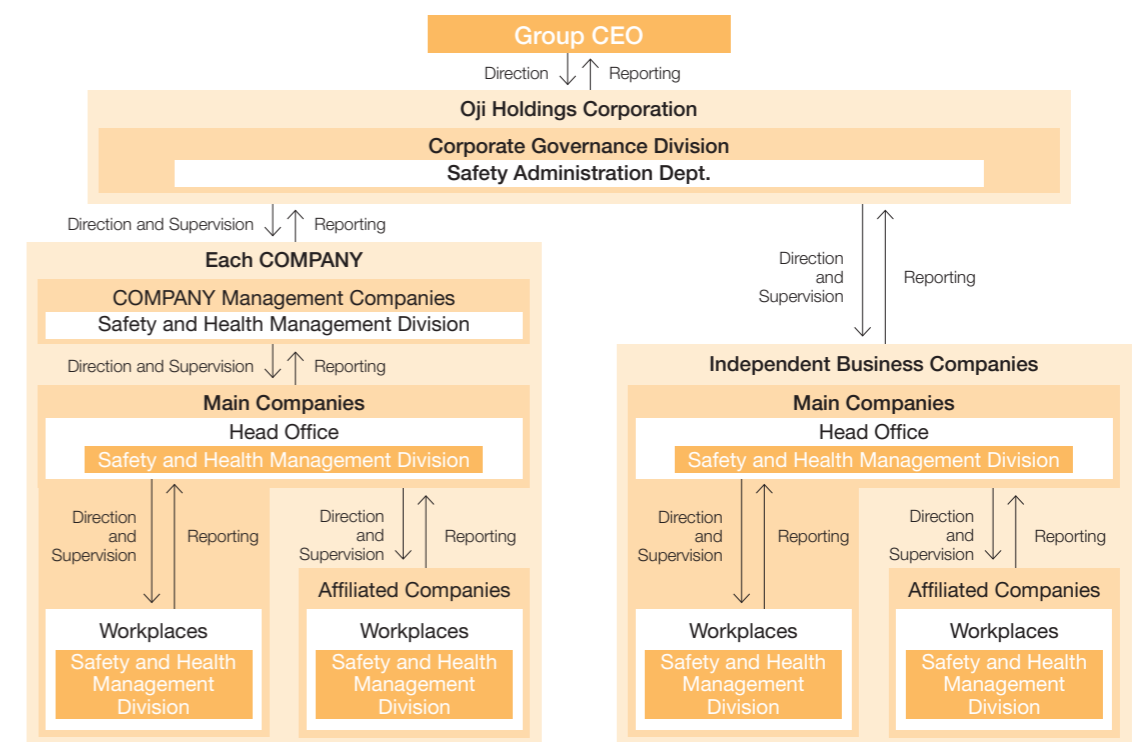 Group CEO
Direction
Reporting
Oji Holdings Corporation
Corporate Governance Division
Safety Administration Dept.
Direction and Supervision
Reporting
Direction
and
Supervision
Reporting
Each COMPANY
COMPANY Management Companies
Safety and Health Management Division
Direction and Supervision
Reporting
Main Companies
Head Office
Safety and Health Management Division
Direction
and
Supervision
Reporting
Direction
and
Supervision
Reporting
Workplaces
Safety and Health
Management
Division
Affiliated Companies
Workplaces
Safety and Health
Management
Division
Independent Business Companies
Main Companies
Head Office
Safety and Health Management Division
Direction
and
Supervision
Reporting
Direction
and
Supervision
Reporting
Workplaces
Safety and Health
Management
Division
Affiliated Companies
Workplaces
Safety and Health
Management
Division